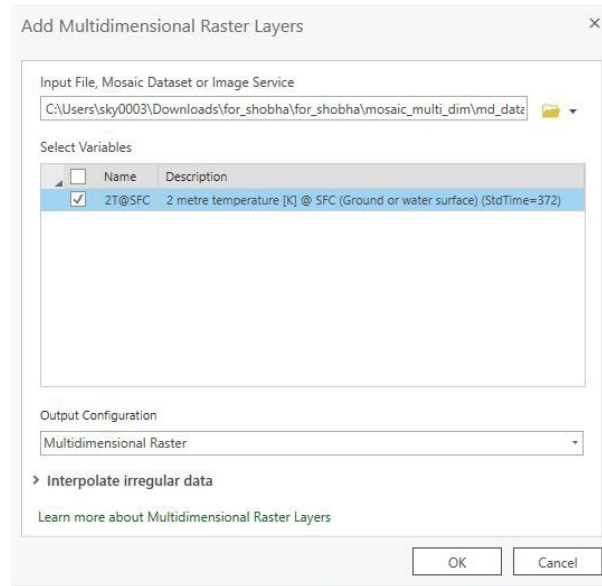 Add Multidimensional Raster Layers
Input File, Mosaic Dataset or Image Service
C:\Users\sky0003\Downloads\for_shobha\for_shobha\mosaic_multi_dim\md_data
Select Variables
Name Description
2T@SFC 2 metre temperature [K] @ SFC (Ground or water surface) (StdTime=372)
Output Configuration
Multidimensional Raster
Interpolate irregular data
Learn more about Multidimensional Raster Layers
OK Cancel